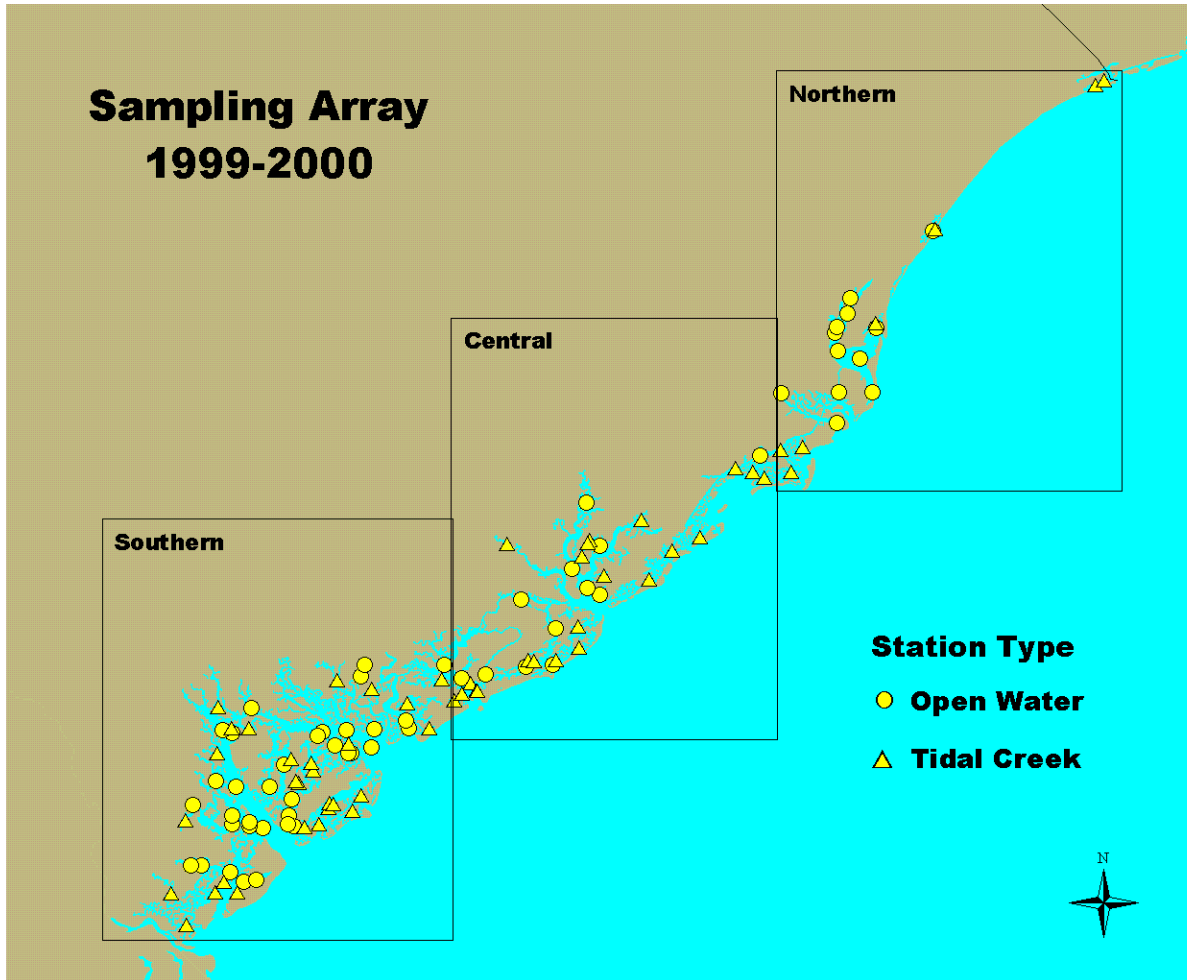 Sampling Array
1999-2000
Northern
Central
Southern
Station Type
Open Water
Tidal Creek
N